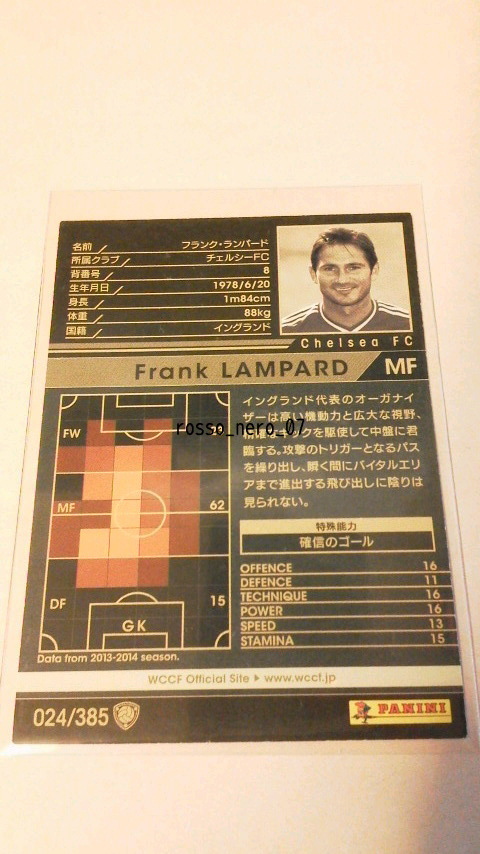 名前 フランク・ランパード
所属クラブ チェルシーFC
背番号 8
生年月日 1978/6/20
身長 1m84cm
体重 88kg
国籍 イングランド
Chelsea FC
Frank LAMPARD MF
イングランド代表のオーガナイ
ザーは高い機動力と広大な視野、
キックを駆使して中盤に君
臨する。攻撃のトリガーとなるパス
を繰り出し、瞬く間にバイタルエリ
アまで進出する飛び出しに陰りは
見られない。
rosso_nero_07
特殊能力
確信のゴール
FW
MF 62
DF 15
GK
OFFENCE 16
DEFENCE 11
TECHNIQUE 16
POWER 16
SPEED 13
STAMINA 15
Data from 2013-2014 season.
WCCF Official Site ▶ www.wccf.jp
024/385
PANINI